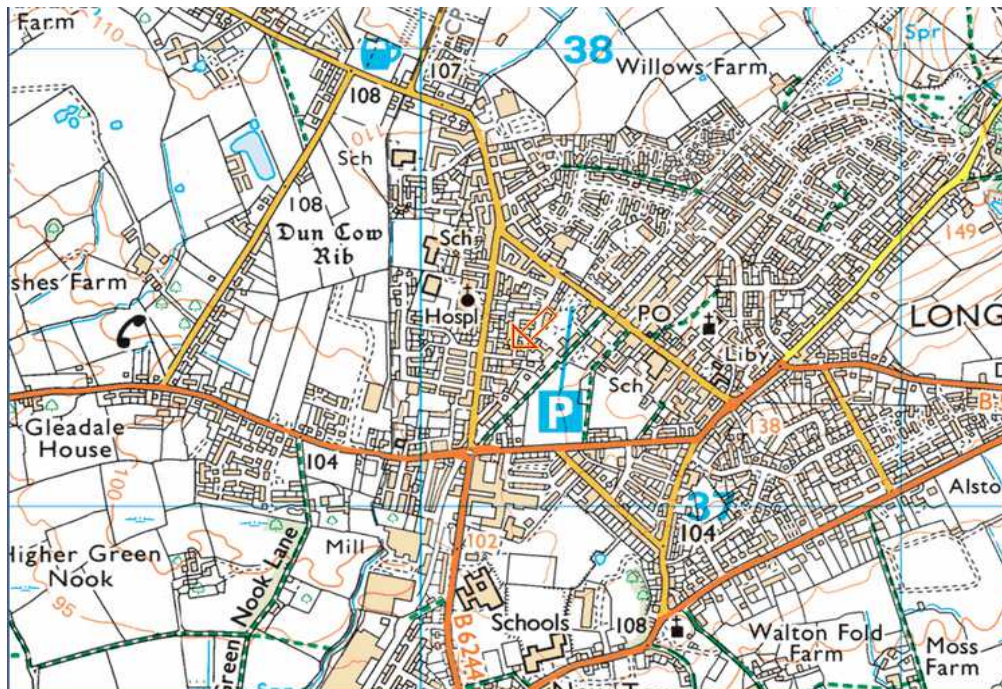 Farm
110
38
Spr
Willows Farm
CP
107
108
110
Sch
108
Dun Cow
Rib
Sch
149
shes Farm
Hospl
PO
LONG
Liby
Sch
P
Gleadale
House
138
104
100
37
Alsto
104
Mill
102
Higher Green
Nook
Nook Lane
95
Green
B 6244
Schools
108
Walton Fold
Farm
Moss
Farm